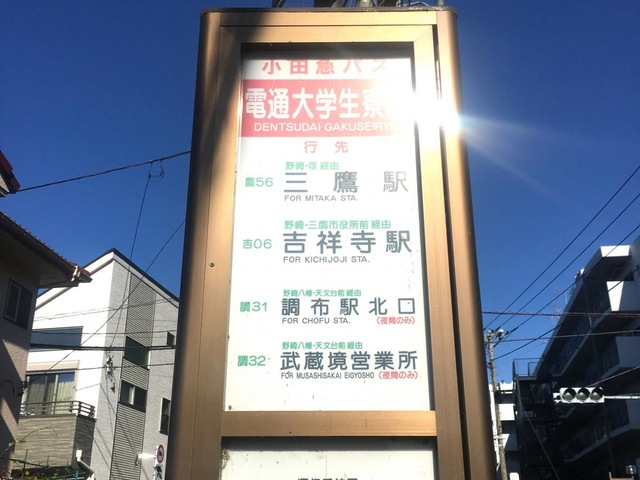 小田急バス
電通大学生寮
DENTSUDAI GAKUSEIRYO
行先
野崎・塚 経由
鷹56 三鷹駅
FOR MITAKA STA.
野崎・三鷹市役所前 経由
吉06 吉祥寺駅
FOR KICHIJOJI STA.
野崎八幡・天文台前 経由
調31 調布駅北口
FOR CHOFU STA. (夜間のみ)
野崎八幡・天文台前 経由
調32 武蔵境営業所
FOR MUSASHISAKAI EIGYOSHO (夜間のみ)